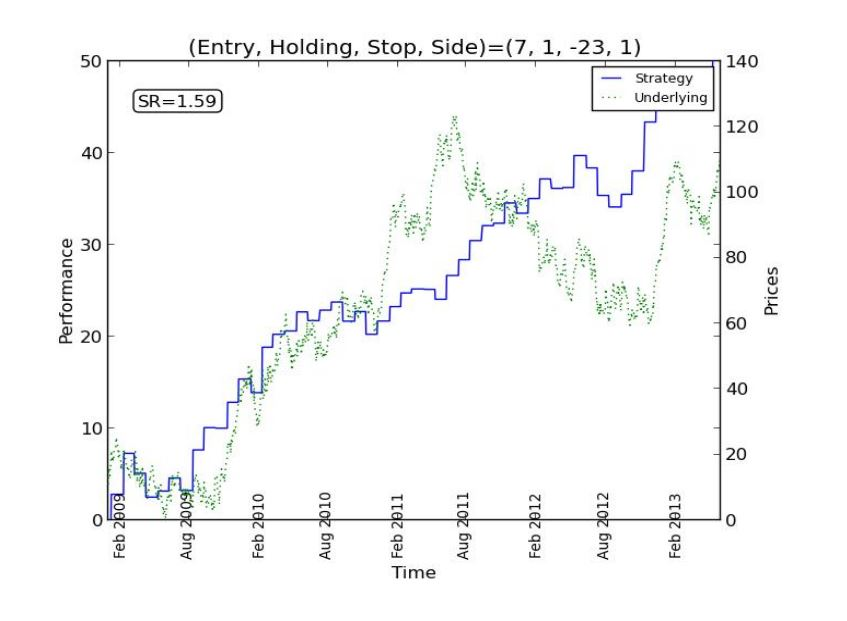 (Entry, Holding, Stop, Side)=(7, 1, -23, 1)
SR=1.59
Strategy
Underlying
50
40
30
20
10
0
Performance
140
120
100
80
60
40
20
0
Prices
Feb 2009
Aug 2009
Feb 2010
Aug 2010
Feb 2011
Aug 2011
Feb 2012
Aug 2012
Feb 2013
Time